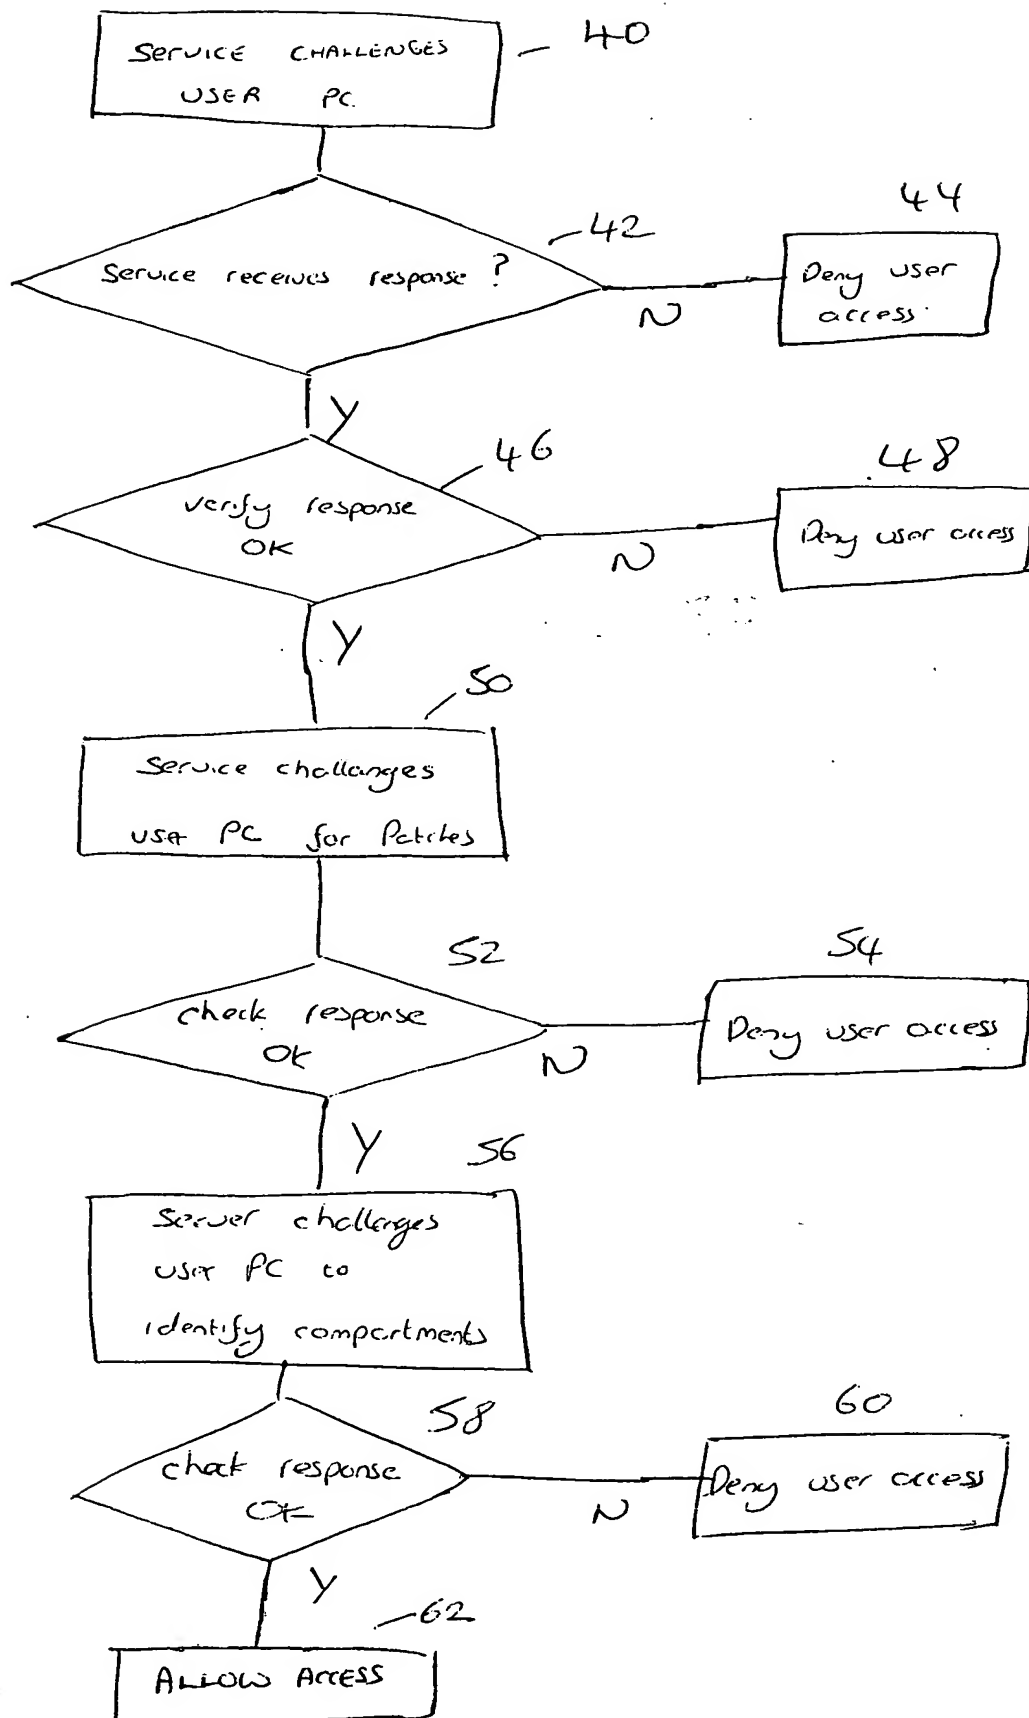 SERVICE CHALLENGES
USER PC.
40
Service receives response ?
42
N
44
Deny user
access
Y
verify response
OK
46
N
48
Deny user access
Y
50
Service challanges
user PC for Patches
check response
OK
52
N
54
Deny user access
Y
56
Server challenges
user PC to
identify compartments
check response
OK
58
N
60
Deny user access
Y
62
ALLOW ACCESS